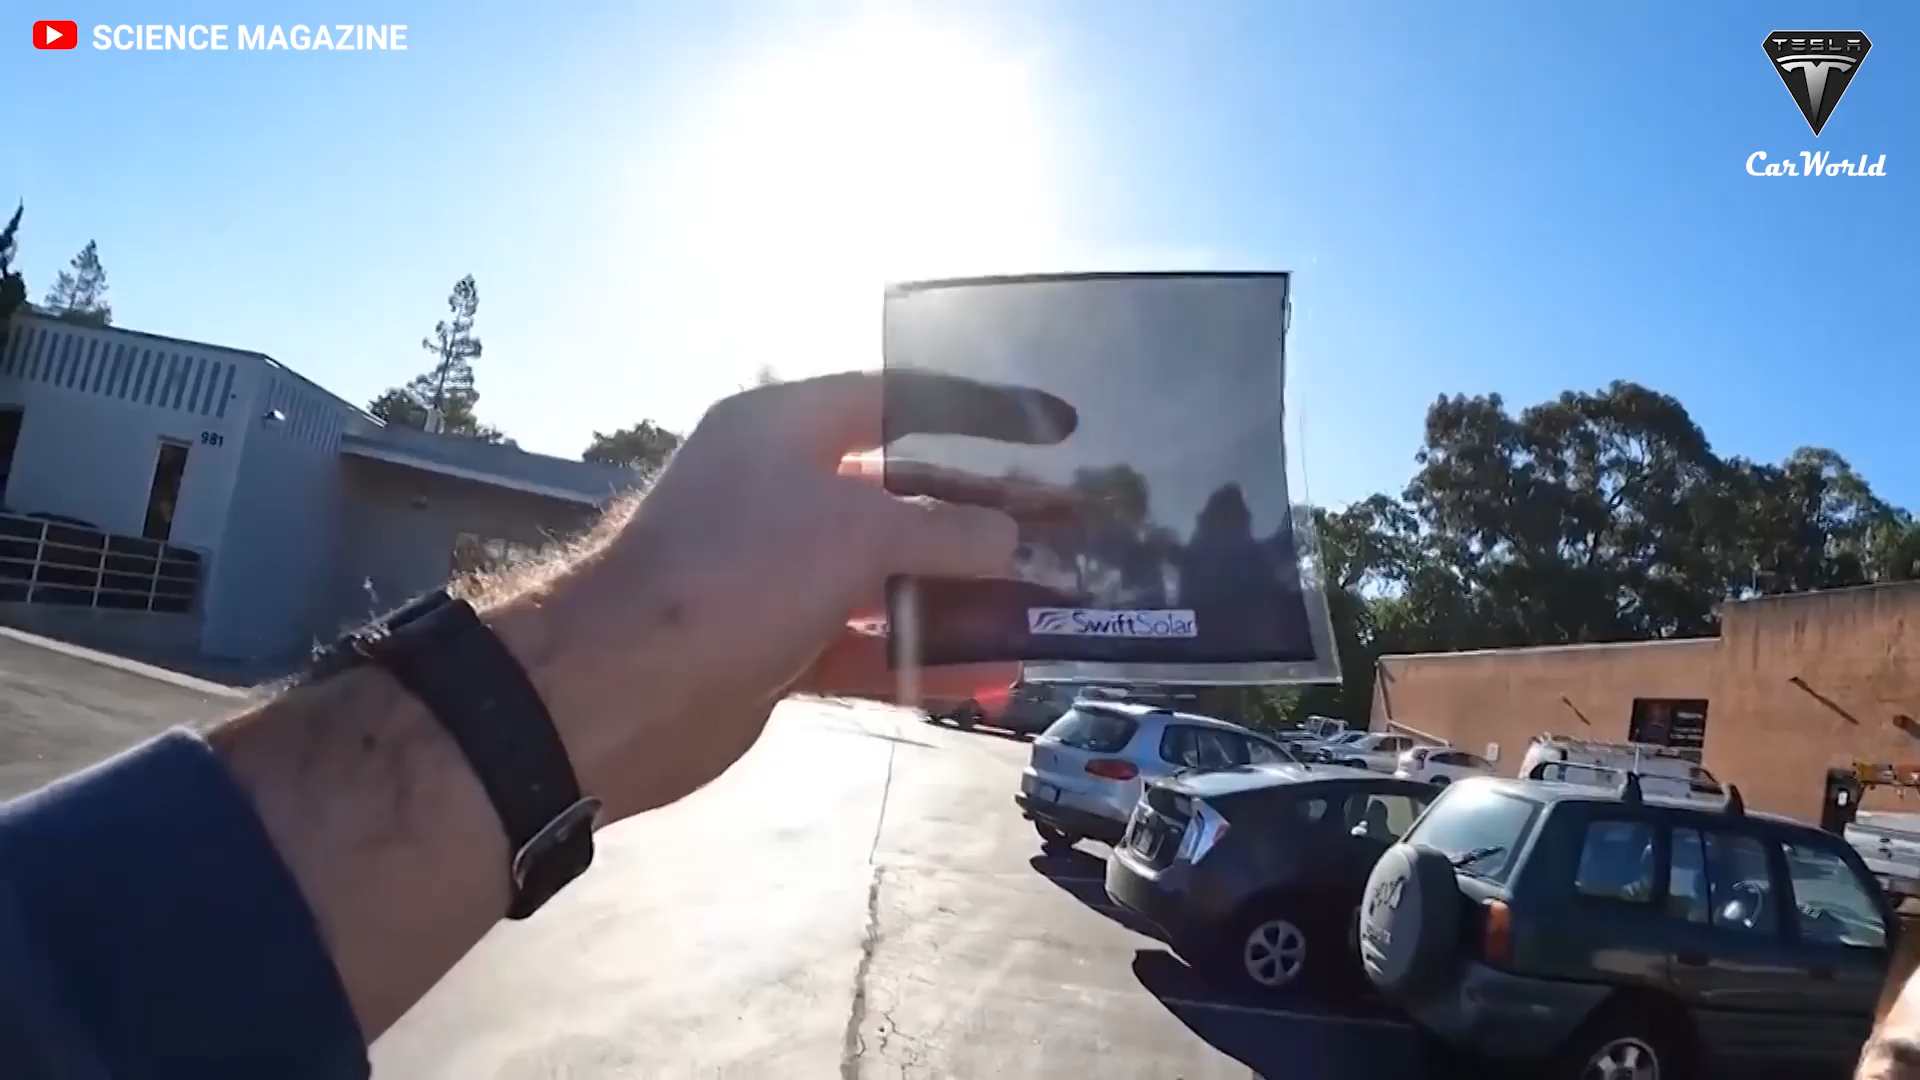 SCIENCE MAGAZINE
TESLA
CarWorld
981
SwiftSolar